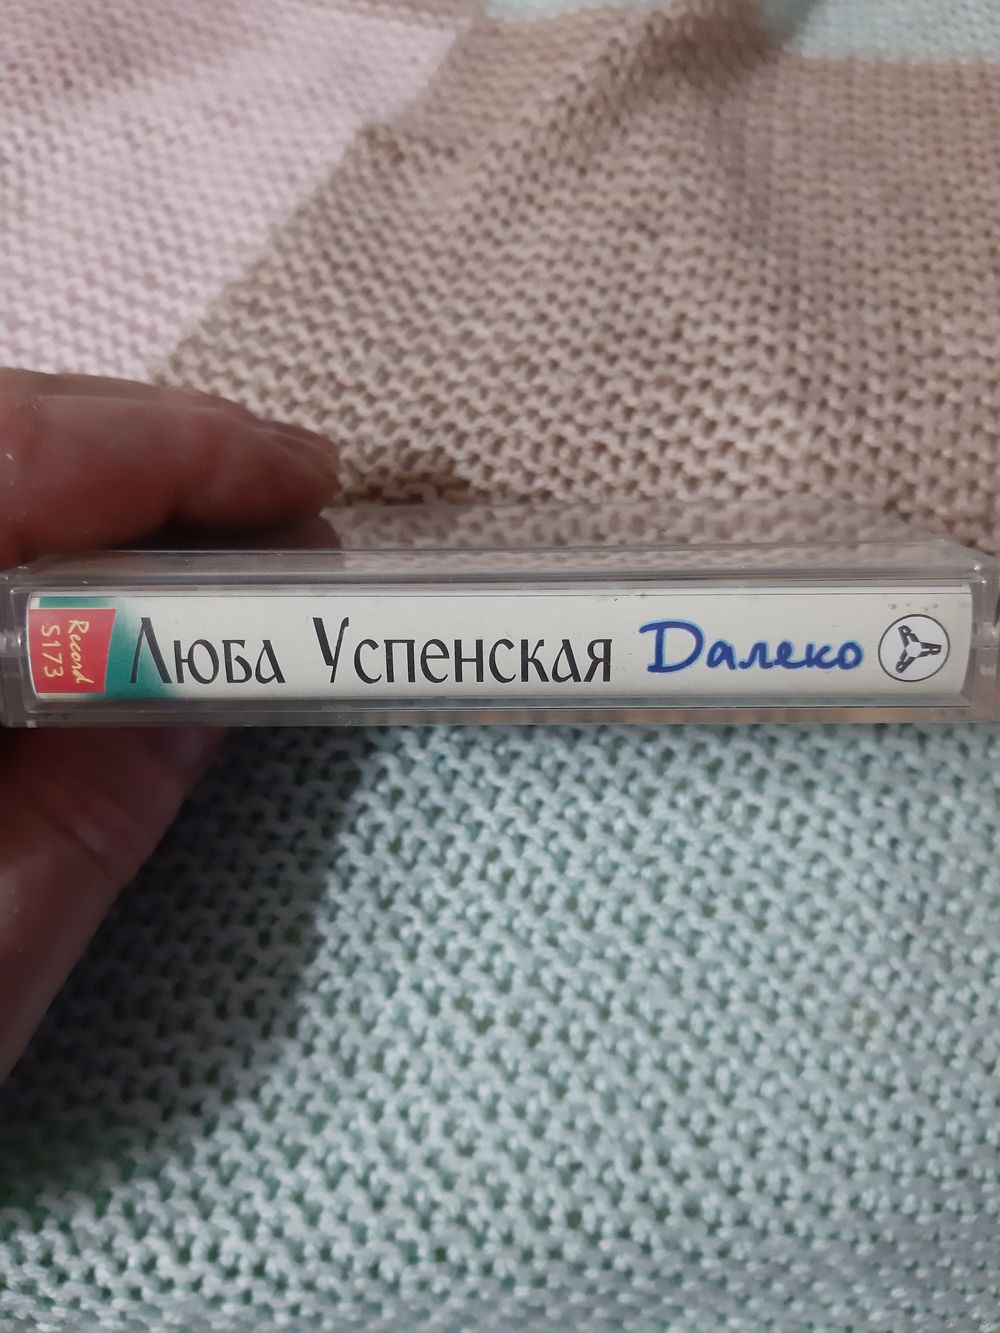 Record
S173
Люба Успенская Далеко